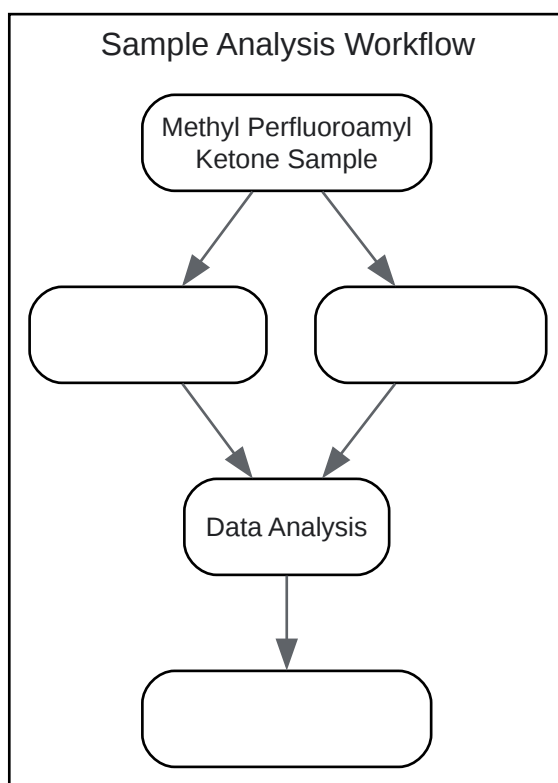 Sample Analysis Workflow
Methyl Perfluoroamyl
Ketone Sample
Data Analysis